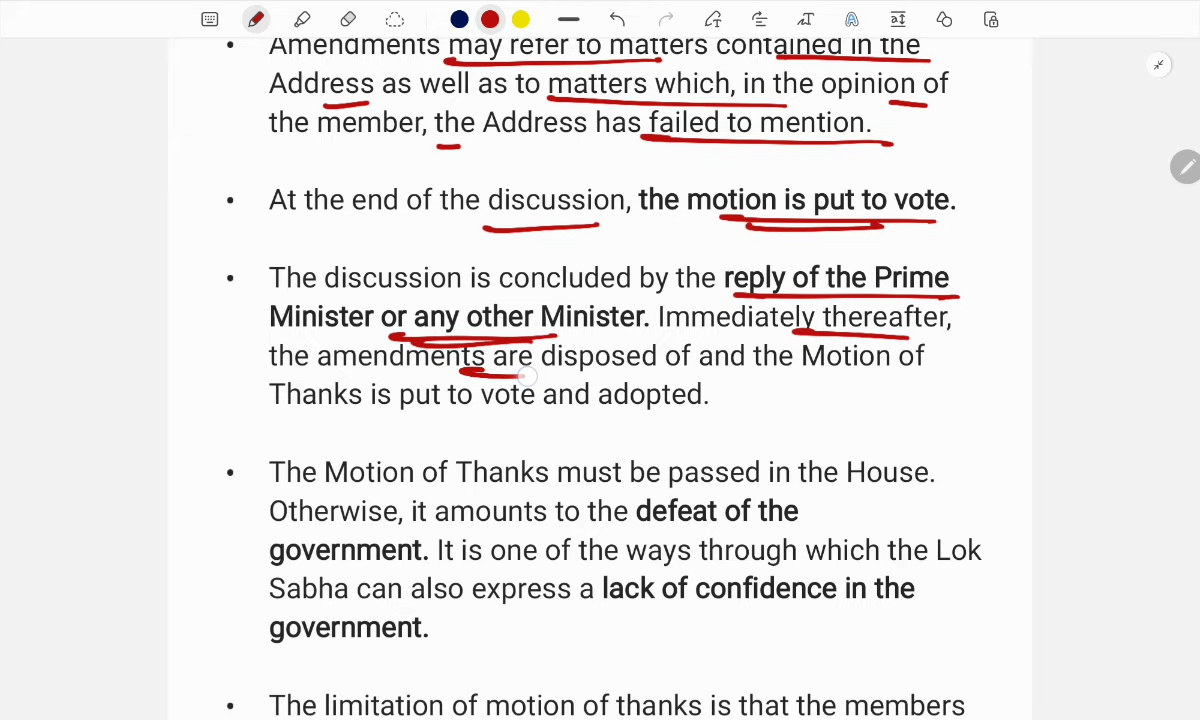 • Amendments may refer to matters contained in the
Address as well as to matters which, in the opinion of
the member, the Address has failed to mention.
• At the end of the discussion, the motion is put to vote.
• The discussion is concluded by the reply of the Prime
Minister or any other Minister. Immediately thereafter,
the amendments are disposed of and the Motion of
Thanks is put to vote and adopted.
• The Motion of Thanks must be passed in the House.
Otherwise, it amounts to the defeat of the
government. It is one of the ways through which the Lok
Sabha can also express a lack of confidence in the
government.
• The limitation of motion of thanks is that the members